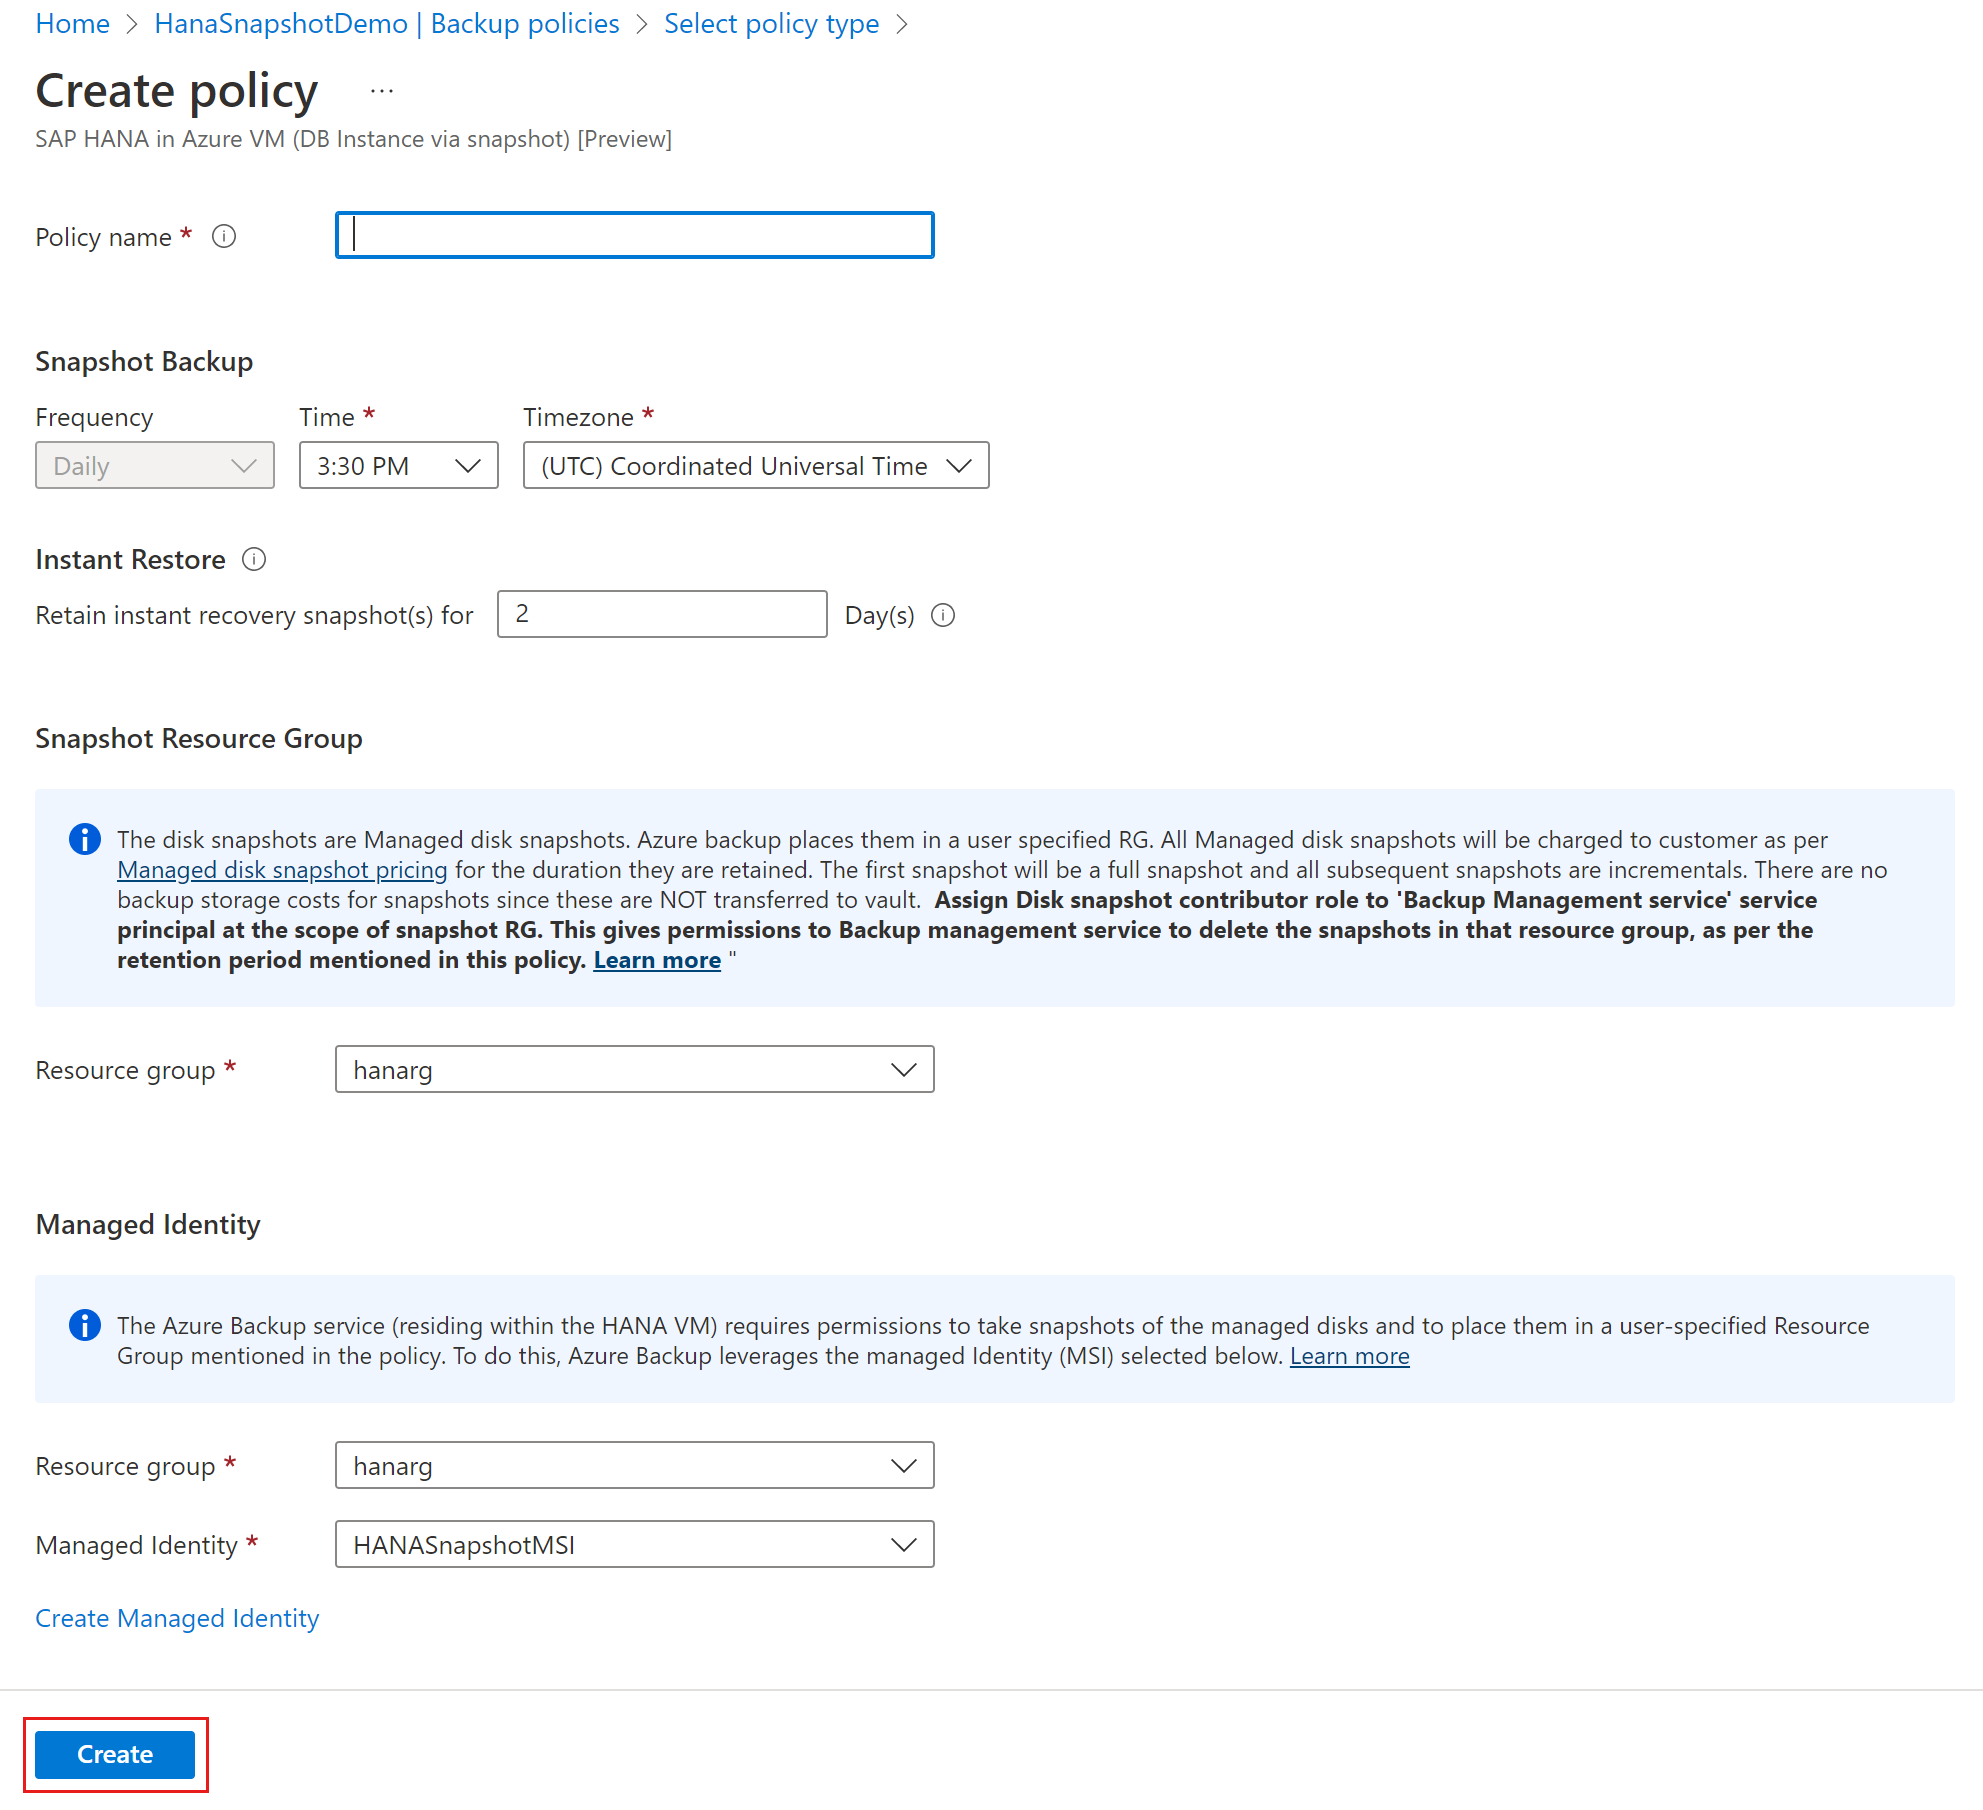 Home > HanaSnapshotDemo | Backup policies > Select policy type >
Create policy ...
SAP HANA in Azure VM (DB Instance via snapshot) [Preview]
Policy name *
Snapshot Backup
Frequency Time * Timezone *
Daily 3:30 PM (UTC) Coordinated Universal Time
Instant Restore
Retain instant recovery snapshot(s) for 2 Day(s)
Snapshot Resource Group
The disk snapshots are Managed disk snapshots. Azure backup places them in a user specified RG. All Managed disk snapshots will be charged to customer as per
Managed disk snapshot pricing for the duration they are retained. The first snapshot will be a full snapshot and all subsequent snapshots are incrementals. There are no
backup storage costs for snapshots since these are NOT transferred to vault. Assign Disk snapshot contributor role to 'Backup Management service' service
principal at the scope of snapshot RG. This gives permissions to Backup management service to delete the snapshots in that resource group, as per the
retention period mentioned in this policy. Learn more "
Resource group * hanarg
Managed Identity
The Azure Backup service (residing within the HANA VM) requires permissions to take snapshots of the managed disks and to place them in a user-specified Resource
Group mentioned in the policy. To do this, Azure Backup leverages the managed Identity (MSI) selected below. Learn more
Resource group * hanarg
Managed Identity * HANASnapshotMSI
Create Managed Identity
Create